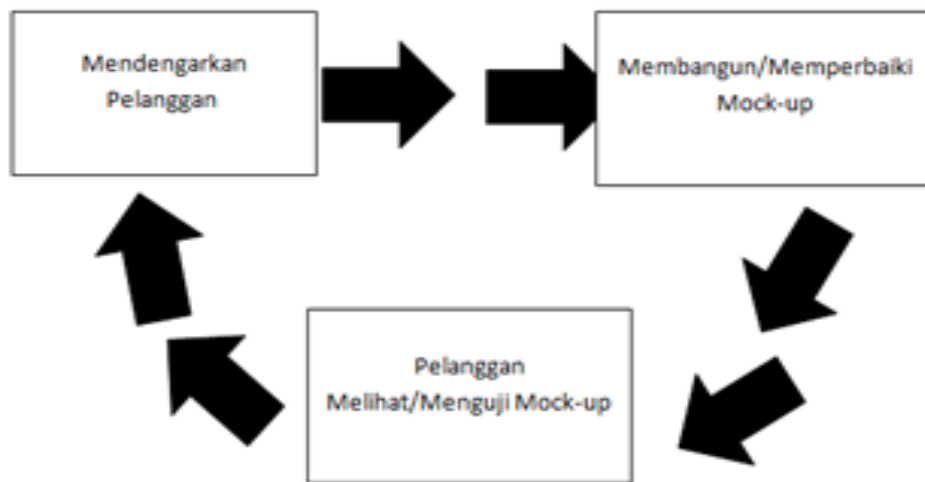 Mendengarkan
Pelanggan
Membangun/Memperbaiki
Mock-up
Pelanggan
Melihat/Menguji Mock-up